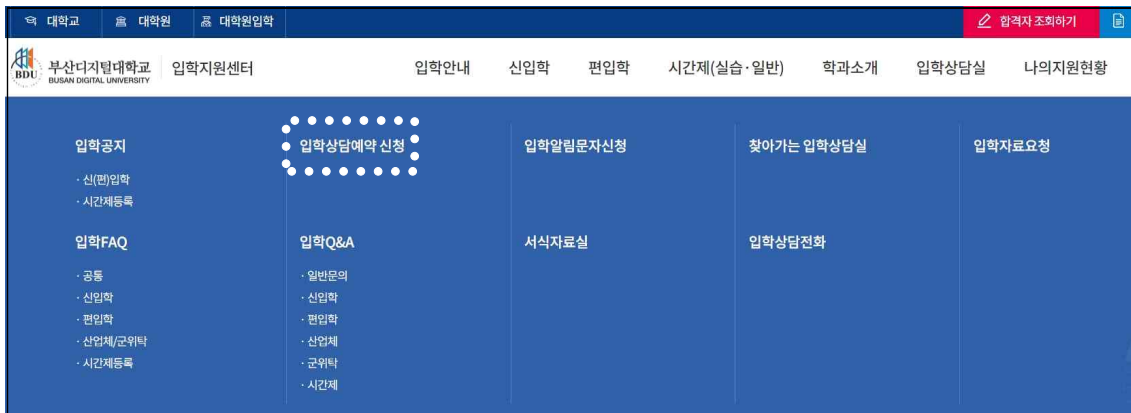 대학교 대학원 대학원입학 합격자 조회하기
BDU 부산디지털대학교 입학지원센터 입학안내 신입학 편입학 시간제(실습·일반) 학과소개 입학상담실 나의지원현황
BUSAN DIGITAL UNIVERSITY
입학공지
· 신(편)입학
· 시간제등록
입학상담예약 신청
입학알림문자신청
찾아가는 입학상담실
입학자료요청
입학FAQ
· 공통
· 신입학
· 편입학
· 산업체/군위탁
· 시간제등록
입학Q&A
· 일반문의
· 신입학
· 편입학
· 산업체
· 군위탁
· 시간제
서식자료실
입학상담전화